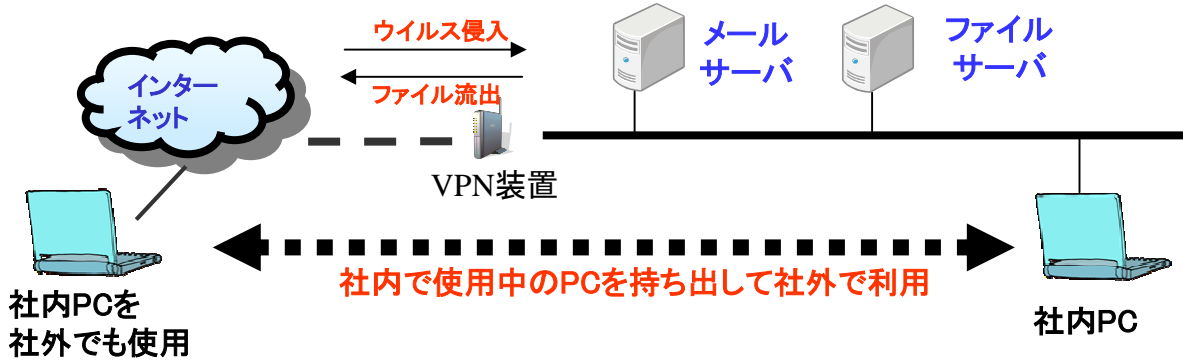 ウイルス侵入
ファイル流出
インター
ネット
メール
サーバ
ファイル
サーバ
VPN装置
社内で使用中のPCを持ち出して社外で利用
社内PCを
社外でも使用
社内PC